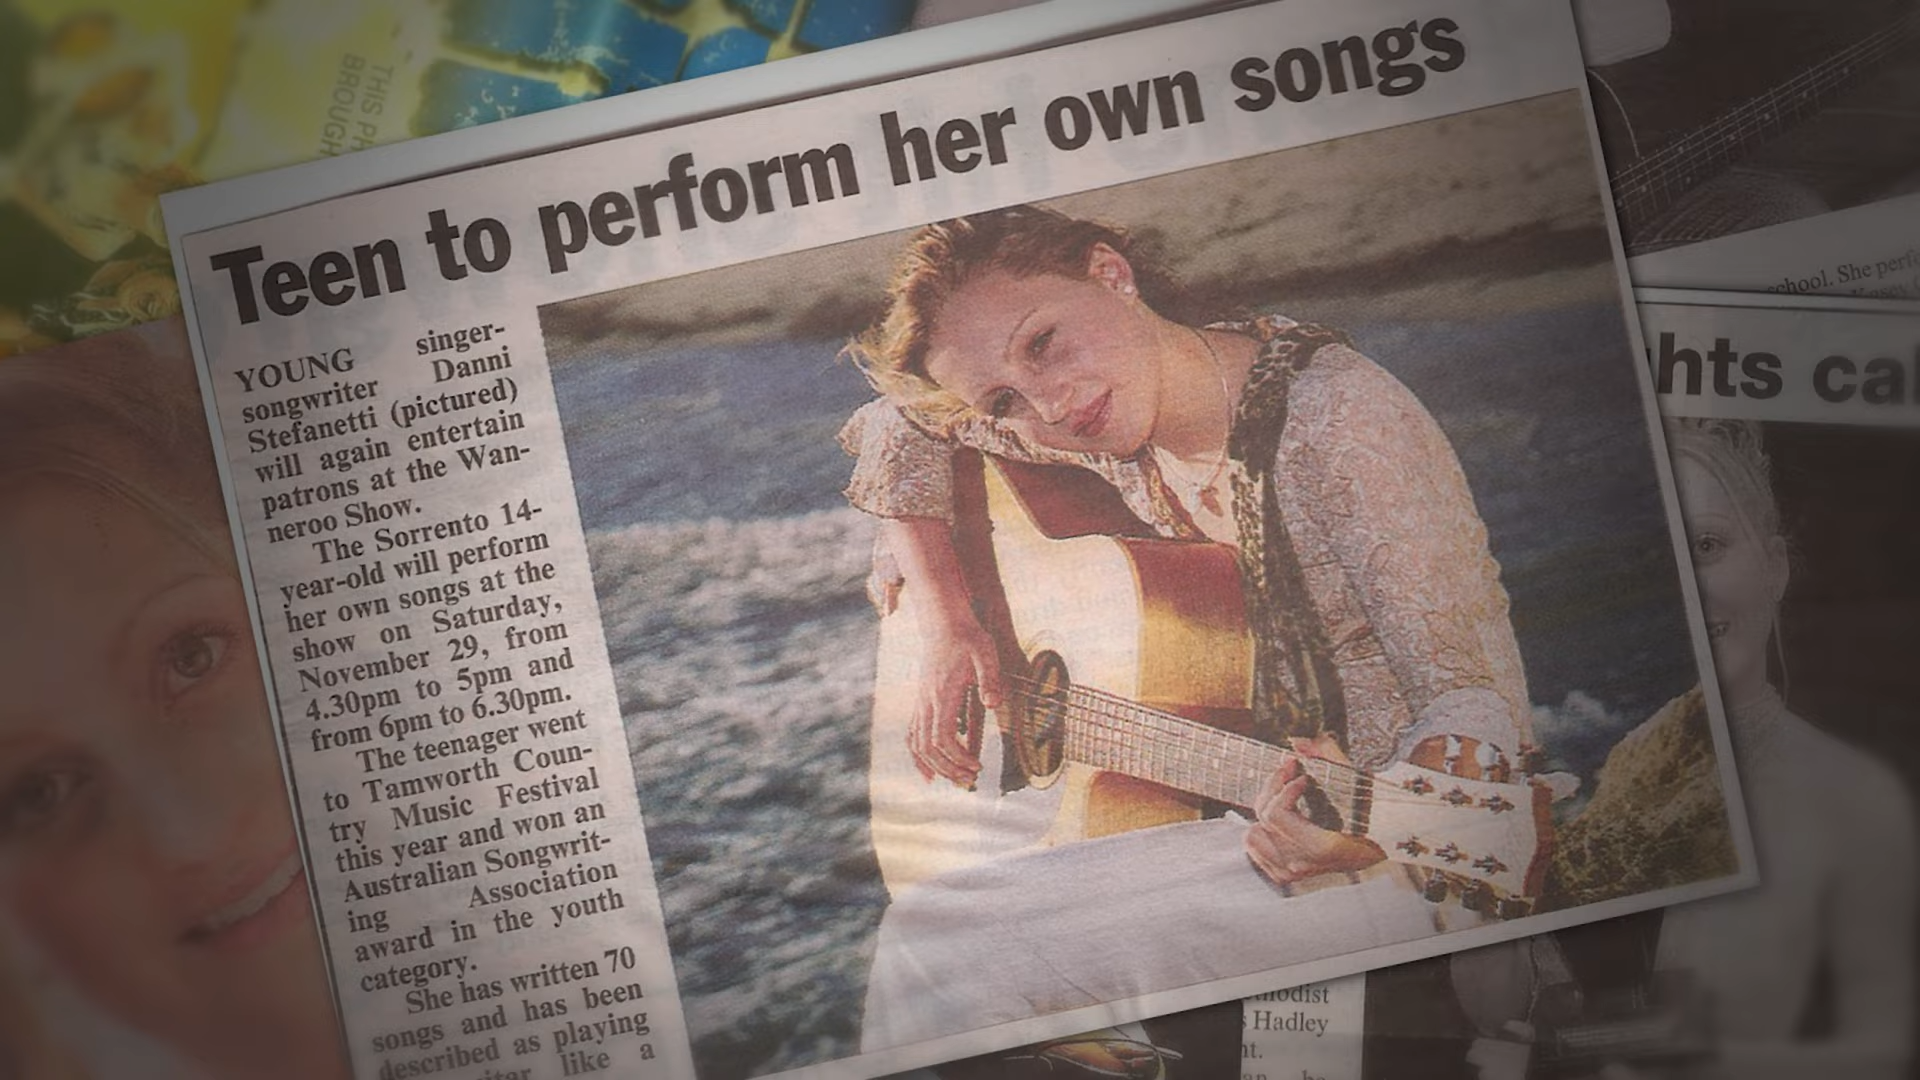 THIS PH
BROUGH
Teen to perform her own songs
YOUNG singer-
songwriter Danni
Stefanetti (pictured)
will again entertain
patrons at the Wan-
neroo Show.
The Sorrento 14-
year-old will perform
her own songs at the
show on Saturday,
November 29, from
4.30pm to 5pm and
from 6pm to 6.30pm.
The teenager went
to Tamworth Coun-
try Music Festival
this year and won an
Australian Songwrit-
ing Association
award in the youth
category.
She has written 70
songs and has been
described as playing
like a
school. She perfo
hts cal
Hadley